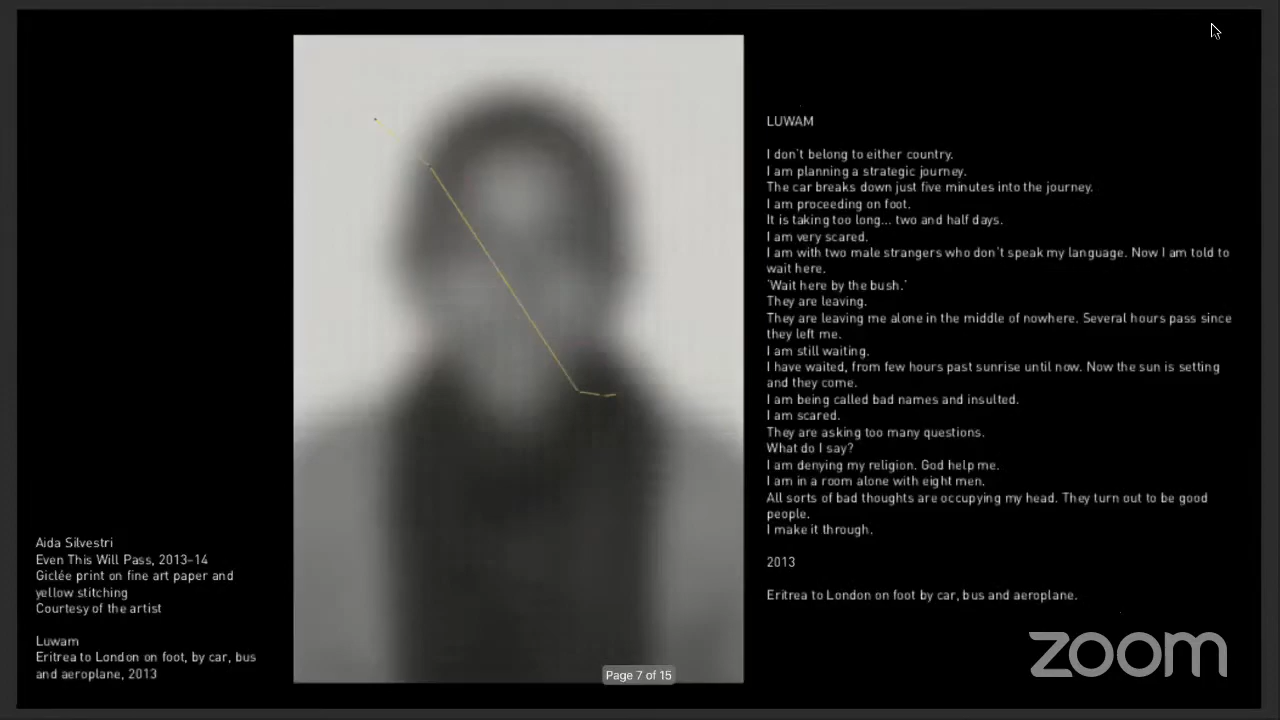 LUWAM
I don't belong to either country.
I am planning a strategic journey.
The car breaks down just five minutes into the journey.
I am proceeding on foot.
It is taking too long... two and half days.
I am very scared.
I am with two male strangers who don't speak my language. Now I am told to
wait here.
'Wait here by the bush.'
They are leaving.
They are leaving me alone in the middle of nowhere. Several hours pass since
they left me.
I am still waiting.
I have waited, from few hours past sunrise until now. Now the sun is setting
and they come.
I am being called bad names and insulted.
I am scared.
They are asking too many questions.
What do I say?
I am denying my religion. God help me.
I am in a room alone with eight men.
All sorts of bad thoughts are occupying my head. They turn out to be good
people.
I make it through.
2013
Eritrea to London on foot by car, bus and aeroplane.
Aida Silvestri
Even This Will Pass, 2013–14
Giclée print on fine art paper and
yellow stitching
Courtesy of the artist
Luwam
Eritrea to London on foot, by car, bus
and aeroplane, 2013
Page 7 of 15
zoom